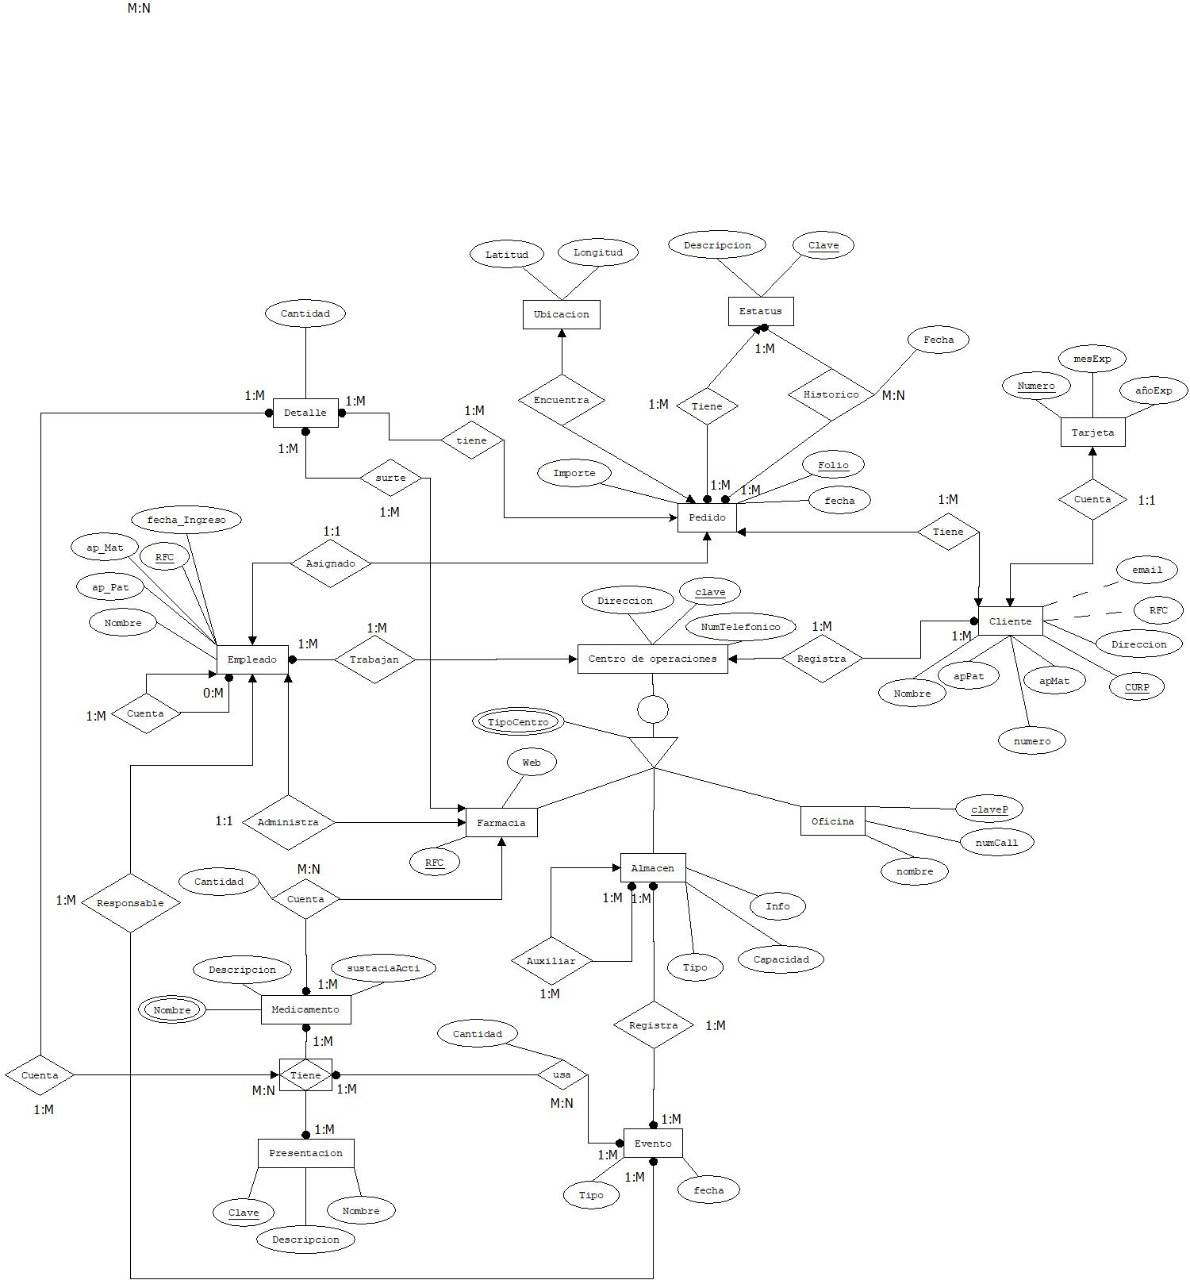 M:N
Descripcion
Clave
Latitud
Longitud
Cantidad
Ubicacion
Estatus
Fecha
1:M
mesExp
Numero
añoExp
1:M
1:M
Detalle
Encuentra
1:M
Tiene
Historico
M:N
1:M
tiene
Tarjeta
1:M
surte
1:M
Importe
Folio
1:M
1:M
fecha
Cuenta
1:1
1:M
Pedido
fecha_Ingreso
1:1
Tiene
ap_Mat
RFC
Asignado
email
ap_Pat
Direccion
clave
RFC
Nombre
1:M
NumTelefonico
1:M
Cliente
1:M
1:M
Direccion
Empleado
Trabajan
Centro de operaciones
Registra
0:M
apPat
apMat
Nombre
CURP
1:M
Cuenta
TipoCentro
numero
Web
1:1
Administra
Farmacia
Oficina
claveP
numCall
RFC
M:N
Almacen
nombre
Cantidad
1:M
Responsable
Cuenta
1:M
1:M
Info
Descripcion
sustaciaActi
Auxiliar
Tipo
Capacidad
1:M
1:M
Nombre
Medicamento
Cantidad
Registra
1:M
1:M
Cuenta
Tiene
M:N
1:M
usa
M:N
1:M
1:M
1:M
Presentacion
Evento
1:M
1:M
Tipo
fecha
Clave
Nombre
Descripcion